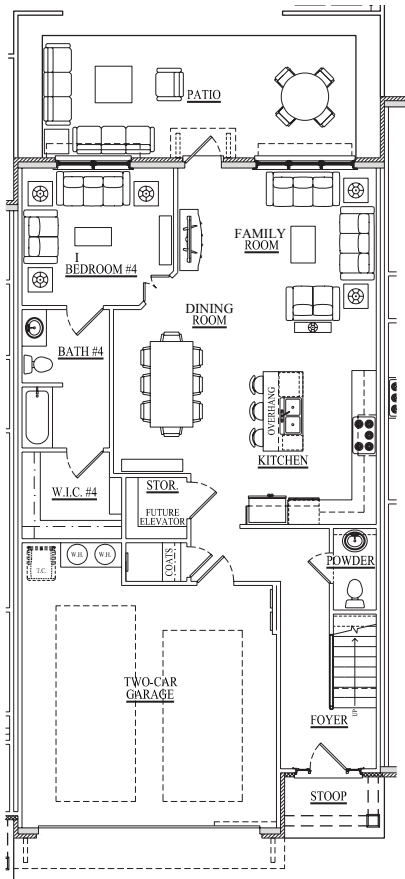 PATIO
FAMILY
ROOM
I
BEDROOM #4
DINING
ROOM
BATH #4
OVERHANG
KITCHEN
STOR.
W.I.C. #4
FUTURE
ELEVATOR
W.H.
W.H.
T.C.
COATS
POWDER
TWO-CAR
GARAGE
UP
FOYER
STOOP